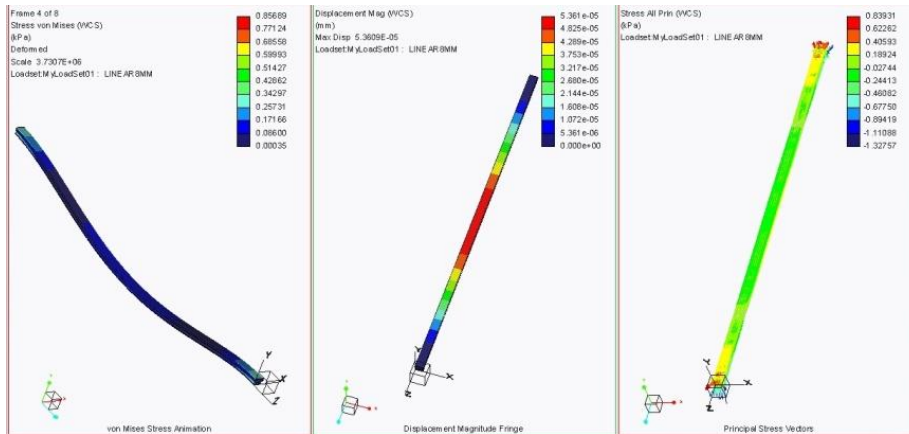 Frame 4 of 8
Stress von Mises (WCS)
(kPa)
Deformed
Scale 3.7307E+06
Loadset:MyLoadSet01 : LINEAR8MM
0.85689
0.77124
0.68558
0.59993
0.51427
0.42862
0.34297
0.25731
0.17166
0.08600
0.00035
Y
X
Z
von Mises Stress Animation
Displacement Mag (WCS)
(mm)
Max Disp 5.3609E-05
Loadset:MyLoadSet01 : LINEAR8MM
5.361e-05
4.825e-05
4.289e-05
3.753e-05
3.217e-05
2.680e-05
2.144e-05
1.608e-05
1.072e-05
5.361e-06
0.000e+00
Y
X
Z
Displacement Magnitude Fringe
Stress All Prin (WCS)
(kPa)
Loadset:MyLoadSet01 : LINEAR8MM
0.83931
0.62262
0.40593
0.18924
-0.02744
-0.24413
-0.46082
-0.67750
-0.89419
-1.11088
-1.32757
Y
X
Z
Principal Stress Vectors